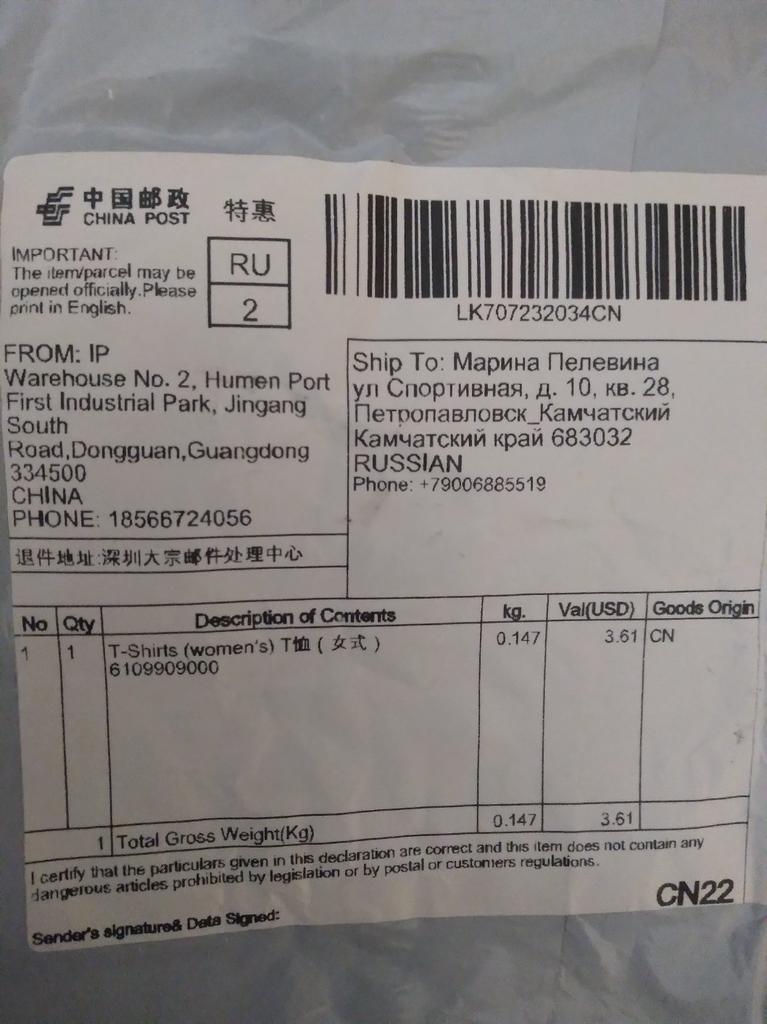 中国邮政
CHINA POST
特惠
IMPORTANT:
The item/parcel may be
opened officially.Please
print in English.
RU
2
LK707232034CN
FROM: IP
Warehouse No. 2, Humen Port
First Industrial Park, Jingang
South
Road,Dongguan,Guangdong
334500
CHINA
PHONE: 18566724056
退件地址:深圳大宗邮件处理中心
Ship To: Марина Пелевина
ул Спортивная, д. 10, кв. 28,
Петропавловск_Камчатский
Камчатский край 683032
RUSSIAN
Phone: +79006885519
No Qty Description of Contents kg. Val(USD) Goods Origin
1 1 T-Shirts (women's) T恤 ( 女式 ) 0.147 3.61 CN
6109909000
1 Total Gross Weight(Kg) 0.147 3.61
I certify that the particulars given in this declaration are correct and this item does not contain any
dangerous articles prohibited by legislation or by postal or customers regulations.
CN22
Sender's signature& Data Signed: